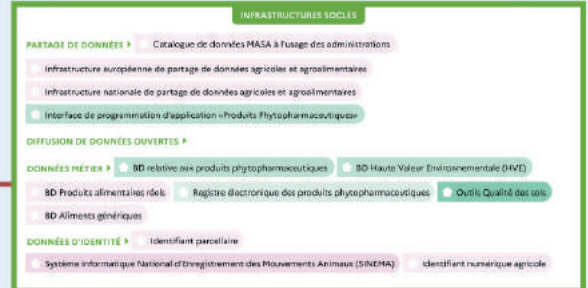 INFRASTRUCTURES SOCLES
PARTAGE DE DONNÉES Catalogue de données MASA à l'usage des administrations
Infrastructure européenne de partage de données agricoles et agroalimentaires
Infrastructure nationale de partage de données agricoles et agroalimentaires
Interface de programmation d'application «Produits Phytopharmaceutiques»
DIFFUSION DE DONNÉES OUVERTES
DONNÉES MÉTIER BD relative aux produits phytopharmaceutiques BD Haute Valeur Environnementale (HVE)
BD Produits alimentaires réels Registre électronique des produits phytopharmaceutiques Outils Qualité des sols
BD Aliments génériques
DONNÉES D'IDENTITÉ Identifiant parcellaire
Système Informatique National d'Enregistrement des Mouvements Animaux (SINEMA) Identifiant numérique agricole